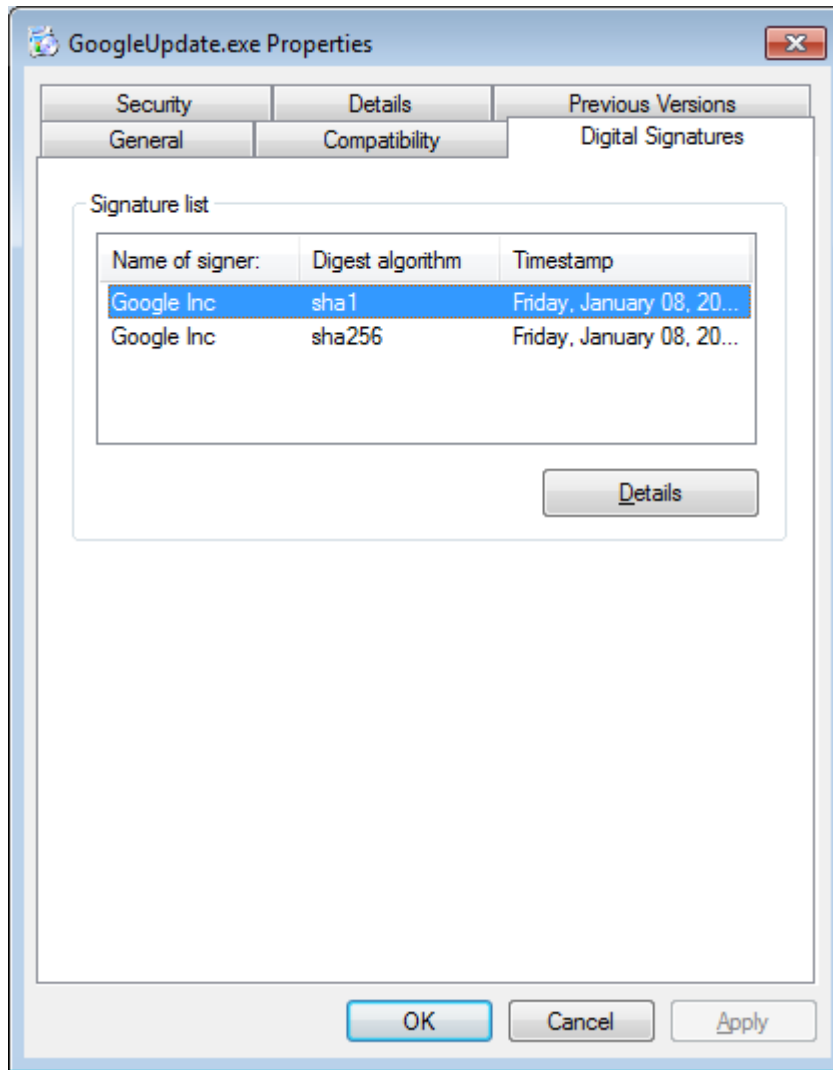 GoogleUpdate.exe Properties
Security Details Previous Versions
General Compatibility Digital Signatures
Signature list
Name of signer: Digest algorithm Timestamp
Google Inc sha1 Friday, January 08, 20...
Google Inc sha256 Friday, January 08, 20...
Details
OK Cancel Apply